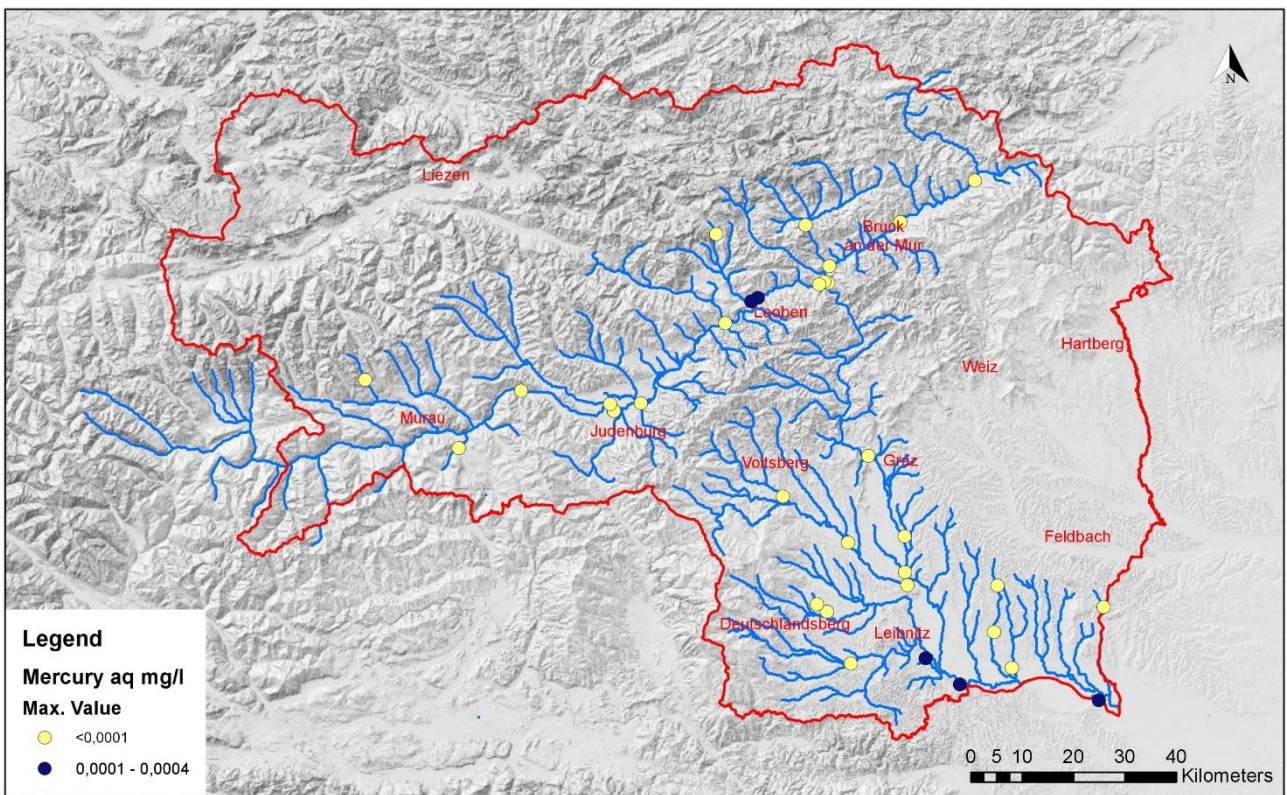 N
Liezen
Bruck
an der Mur
Leoben
Hartberg
Weiz
Murau
Judenburg
Voitsberg
Graz
Feldbach
Deutschlandsberg
Leibnitz
Legend
Mercury aq mg/l
Max. Value
<0,0001
0,0001 - 0,0004
0 5 10 20 30 40
Kilometers